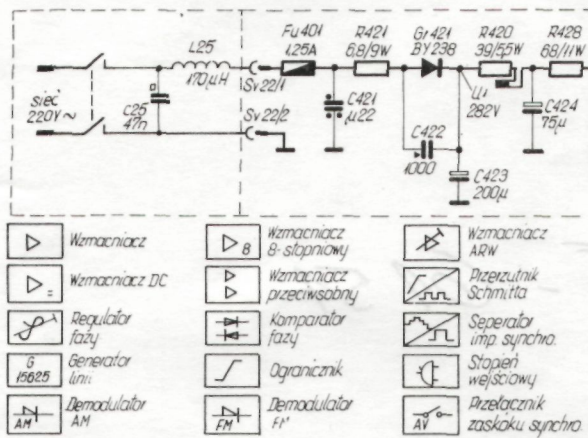 L25
170µH
C25
47n
sieć
220V~
Sv22/1
Sv22/2
Fu401
1,25A
R421
6,8/9W
Gr421
BY238
R420
39/5,5W
R428
68/11W
C421
µ22
C422
1000
U1
282V
C423
200µ
C424
75µ
Wzmacniacz
8
Wzmacniacz
8-stopniowy
Wzmacniacz
ARW
=
Wzmacniacz DC
Wzmacniacz
przeciwsobny
Przerzutnik
Schmitta
Regulator
fazy
Komparator
fazy
Seperator
imp. synchro.
G
15625
Generator
linii
Ogranicznik
Stopień
wejściowy
AM
Demodulator
AM
FM
Demodulator
FM
AV
Przełącznik
zaskoku synchro